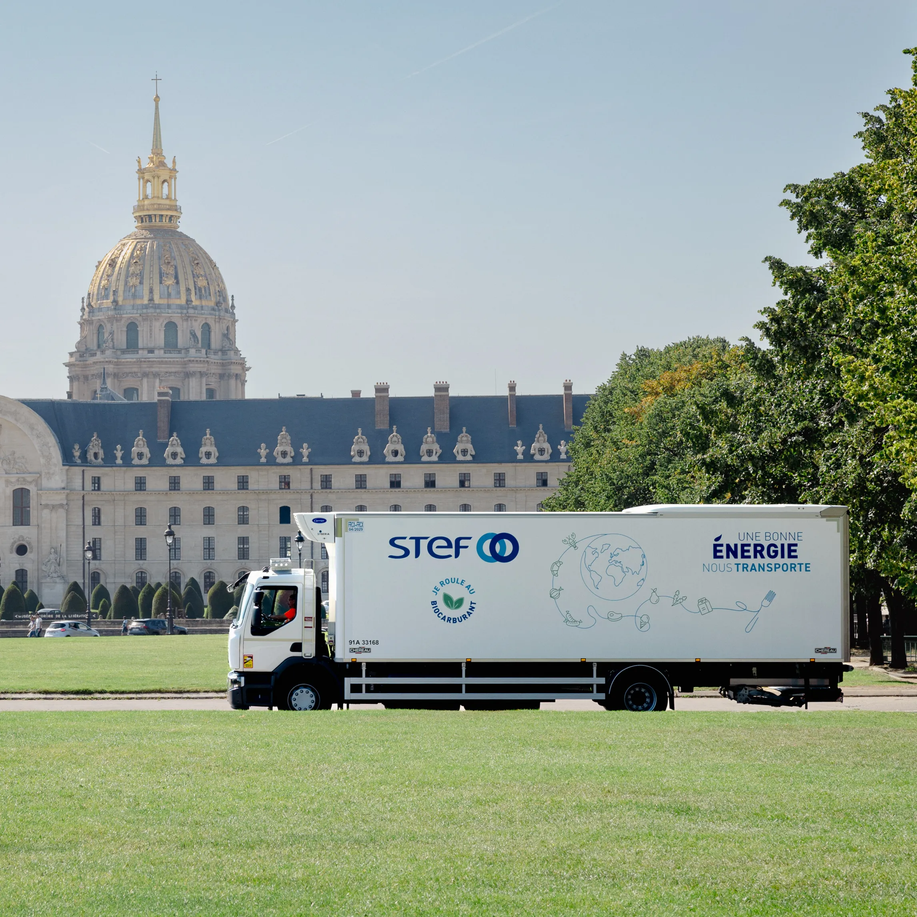 STEF
UNE BONNE
ÉNERGIE
NOUS TRANSPORTE
JE ROULE AU
BIOCARBURANT
91A 33168